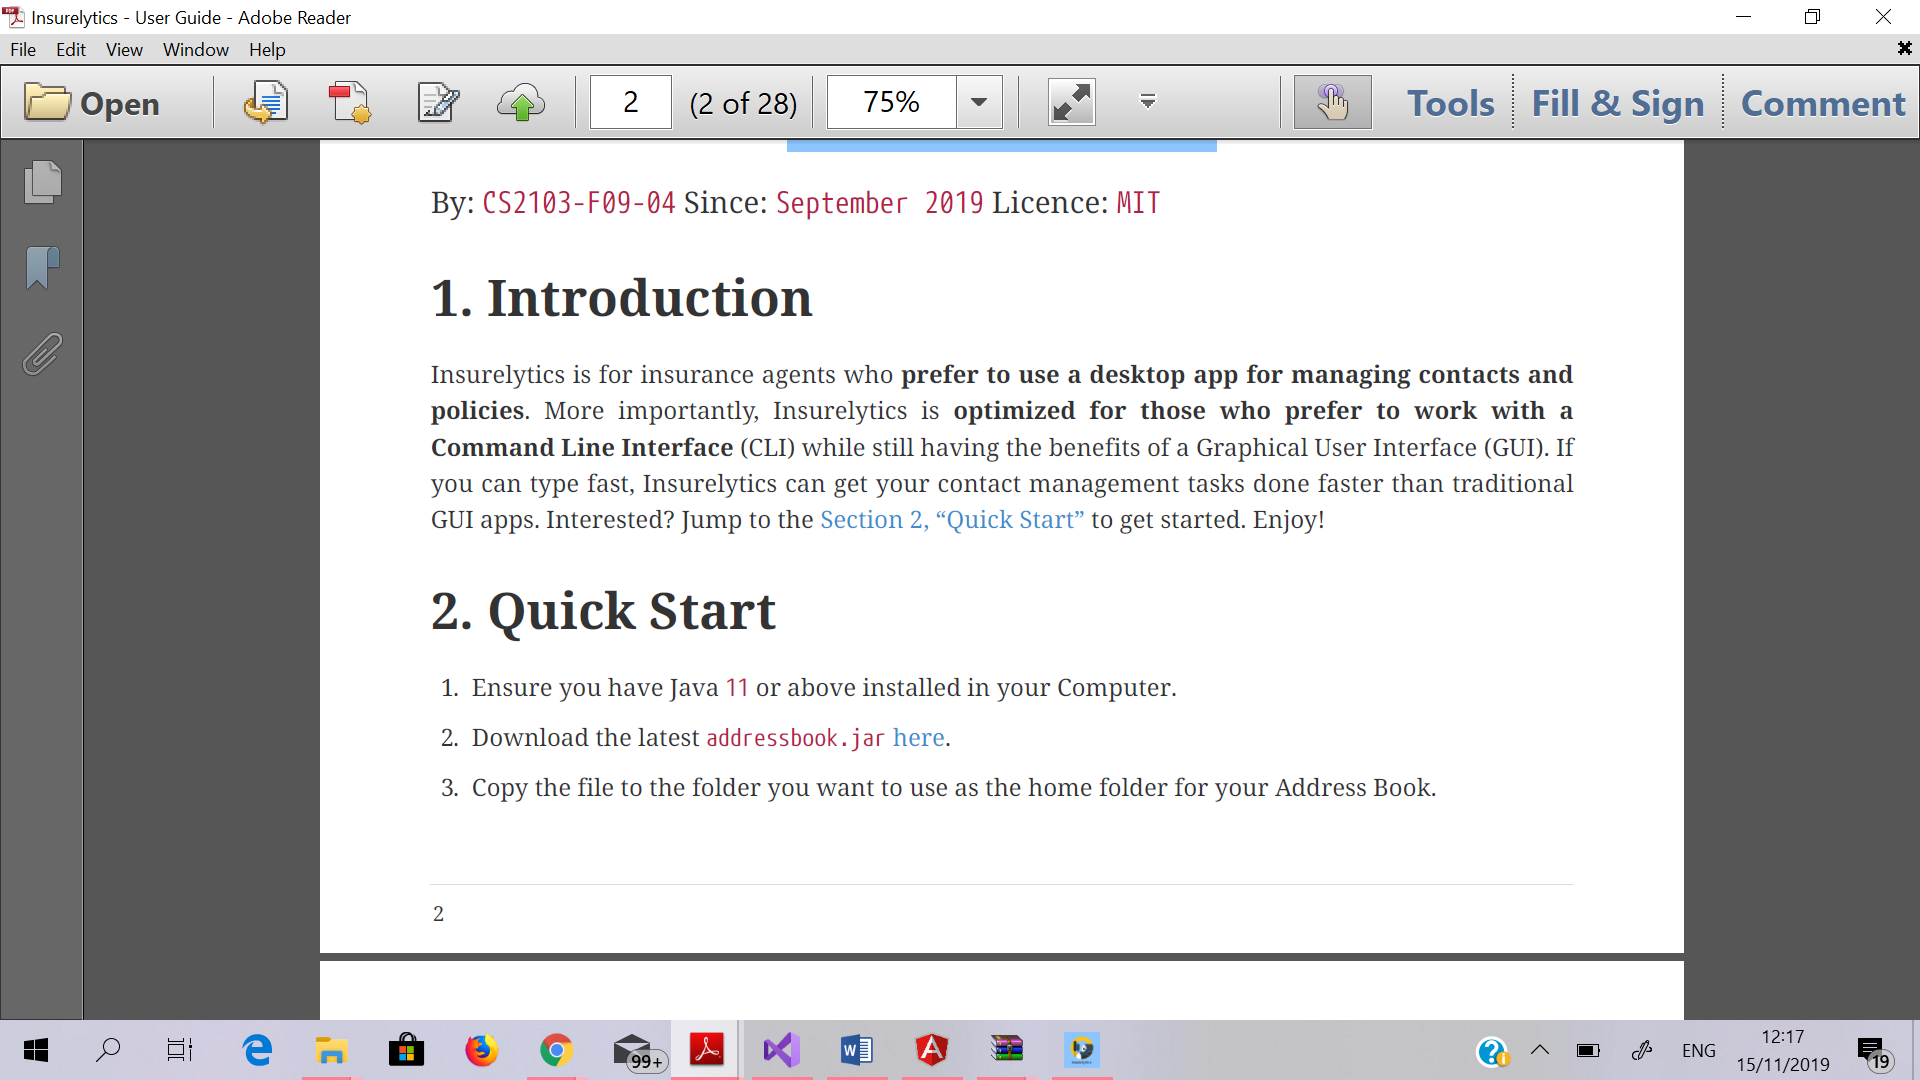 Insurelytics - User Guide - Adobe Reader
File Edit View Window Help
Open 2 (2 of 28) 75% Tools Fill & Sign Comment
By: CS2103-F09-04 Since: September 2019 Licence: MIT
1. Introduction
Insurelytics is for insurance agents who prefer to use a desktop app for managing contacts and
policies. More importantly, Insurelytics is optimized for those who prefer to work with a
Command Line Interface (CLI) while still having the benefits of a Graphical User Interface (GUI). If
you can type fast, Insurelytics can get your contact management tasks done faster than traditional
GUI apps. Interested? Jump to the Section 2, “Quick Start” to get started. Enjoy!
2. Quick Start
1. Ensure you have Java 11 or above installed in your Computer.
2. Download the latest addressbook.jar here.
3. Copy the file to the folder you want to use as the home folder for your Address Book.
2
99+
ENG
12:17
15/11/2019
19